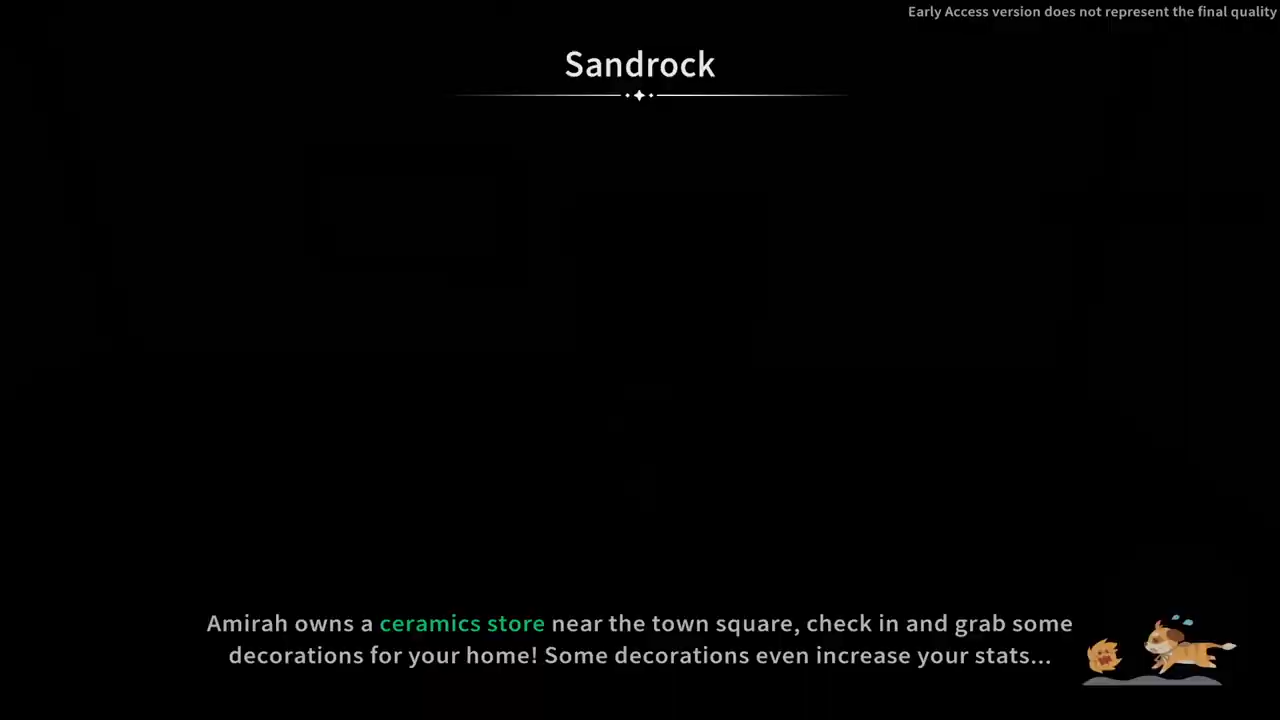 Early Access version does not represent the final quality
Sandrock
Amirah owns a ceramics store near the town square, check in and grab some
decorations for your home! Some decorations even increase your stats...